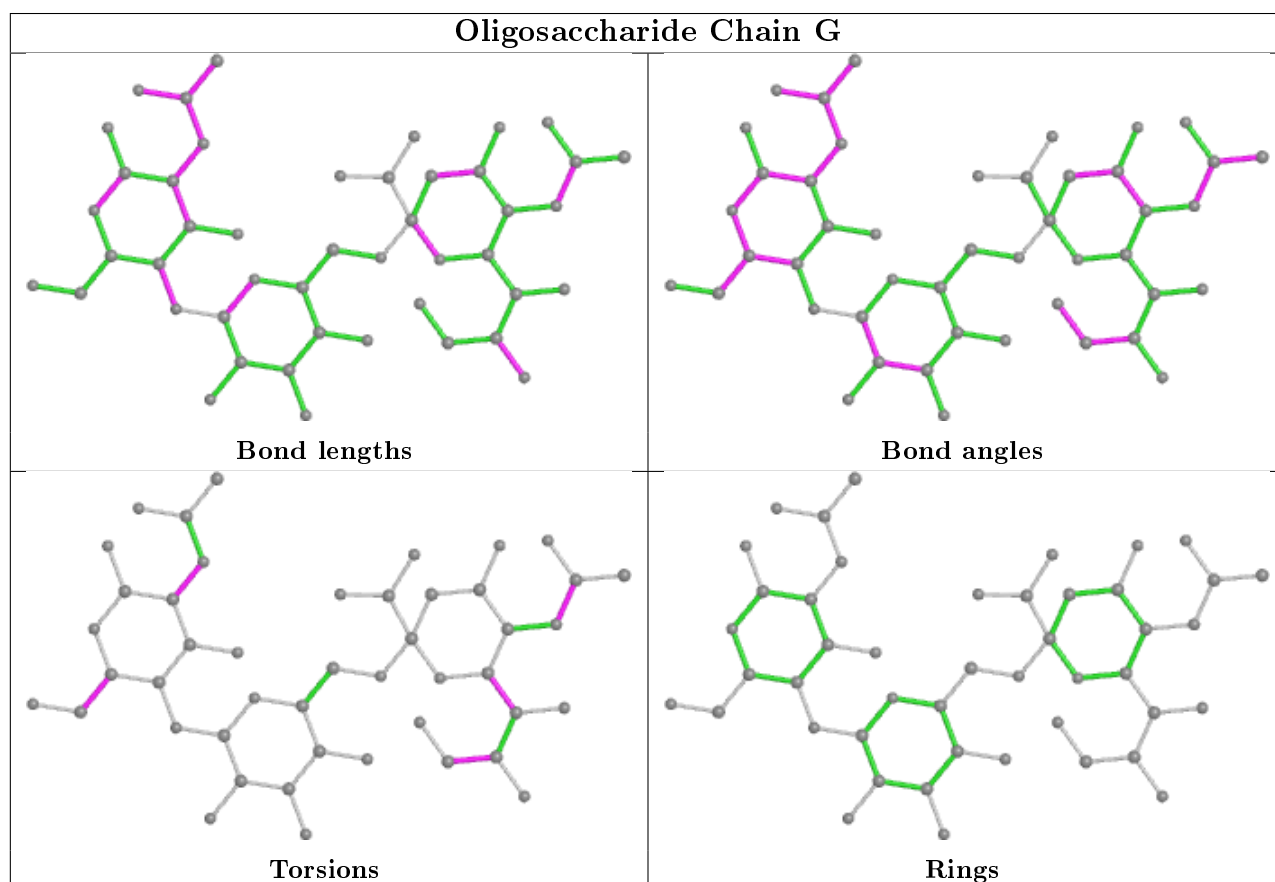 Oligosaccharide Chain G
Bond lengths
Bond angles
Torsions
Rings